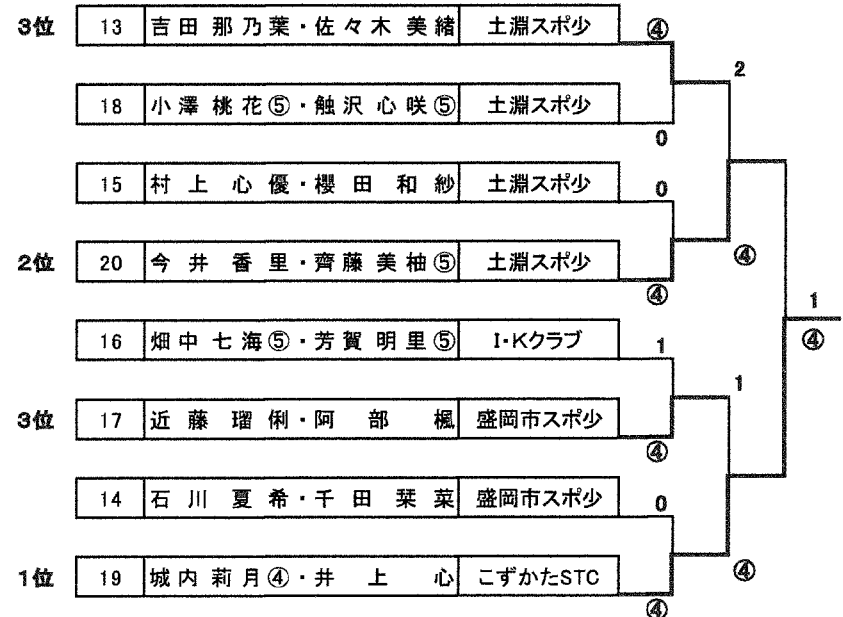 3位 13 吉田 那乃葉・佐々木 美緒 土淵スポ少 ④
2
18 小澤 桃花⑤・触沢 心咲⑤ 土淵スポ少
0
15 村上 心優・櫻田 和紗 土淵スポ少 0
④
2位 20 今井 香里・齊藤 美柚⑤ 土淵スポ少
④
1
16 畑中 七海⑤・芳賀 明里⑤ I・Kクラブ 1
④
1
3位 17 近藤 瑠俐・阿部 楓 盛岡市スポ少
④
14 石川 夏希・千田 栞菜 盛岡市スポ少 0
④
1位 19 城内 莉月④・井上 心 こずかたSTC
④